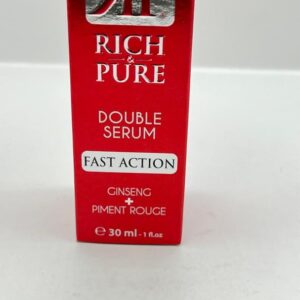 RICH
&
PURE
DOUBLE
SERUM
FAST ACTION
GINSENG
+
PIMENT ROUGE
e 30 ml - 1 fl.oz